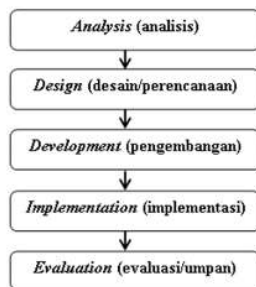 Analysis (analisis)
Design (desain/perencanaan)
Development (pengembangan)
Implementation (implementasi)
Evaluation (evaluasi/umpan)